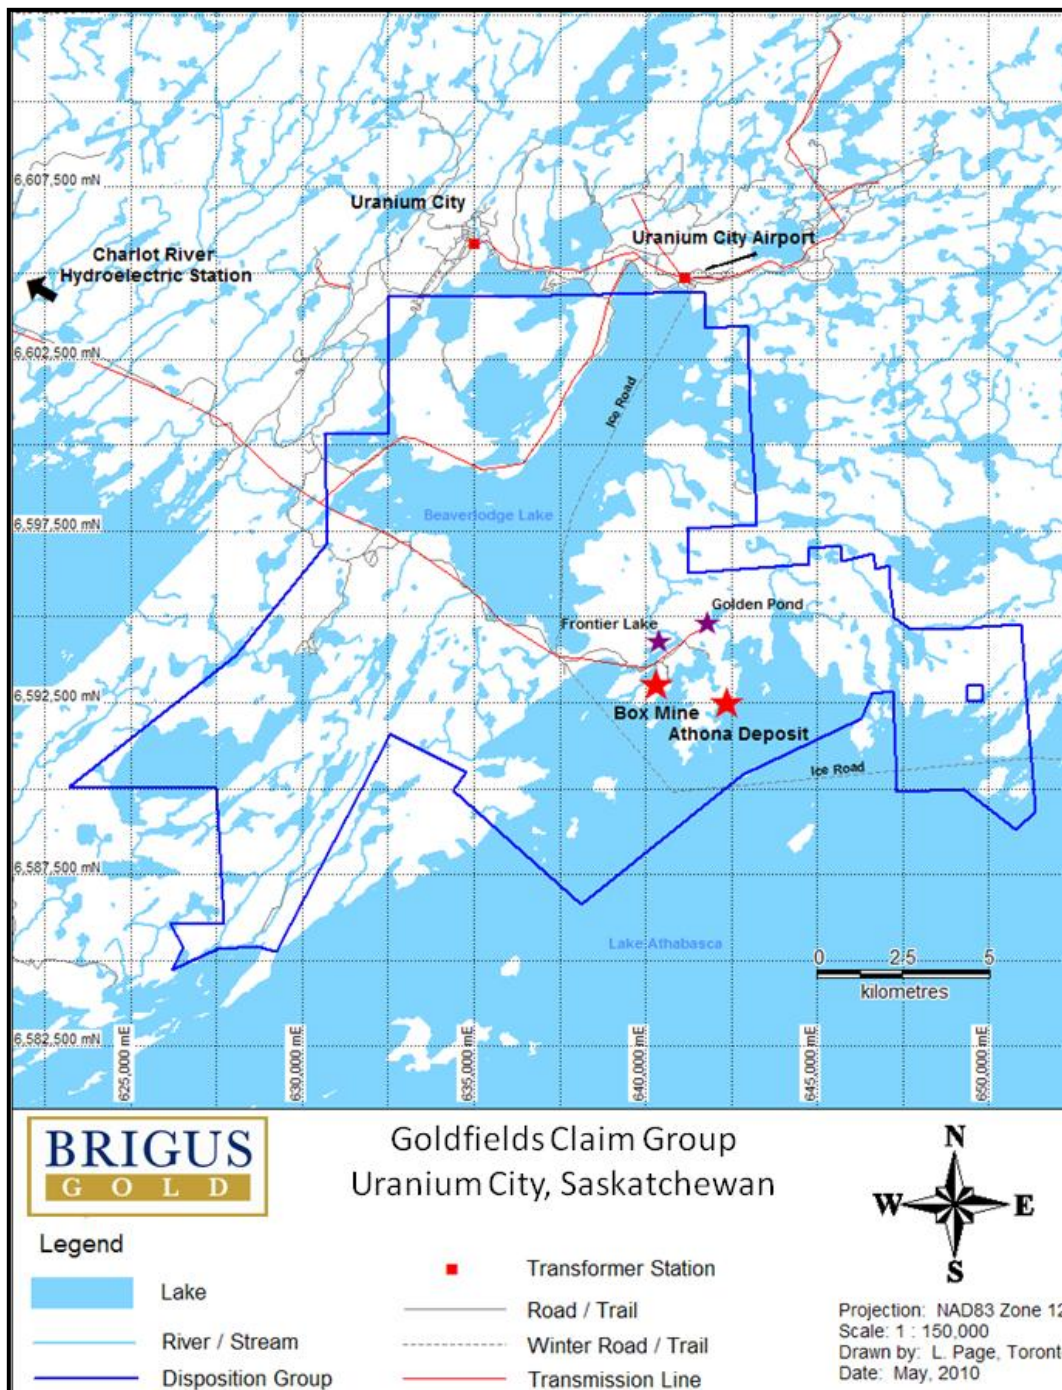 6,607,500 mN
Uranium City
Uranium City Airport
Charlot River
Hydroelectric Station
6,602,500 mN
Ice Road
6,597,500 mN
Beaverlodge Lake
Golden Pond
Frontier Lake
6,592,500 mN
Box Mine
Athona Deposit
Ice Road
6,587,500 mN
Lake Athabasca
0 2.5 5
kilometres
6,582,500 mN
625,000 mE
630,000 mE
635,000 mE
640,000 mE
645,000 mE
650,000 mE
BRIGUS
GOLD
Goldfields Claim Group
Uranium City, Saskatchewan
N
W E
S
Legend
Lake
River / Stream
Disposition Group
Transformer Station
Road / Trail
Winter Road / Trail
Transmission Line
Projection: NAD83 Zone 12
Scale: 1 : 150,000
Drawn by: L. Page, Toront
Date: May, 2010